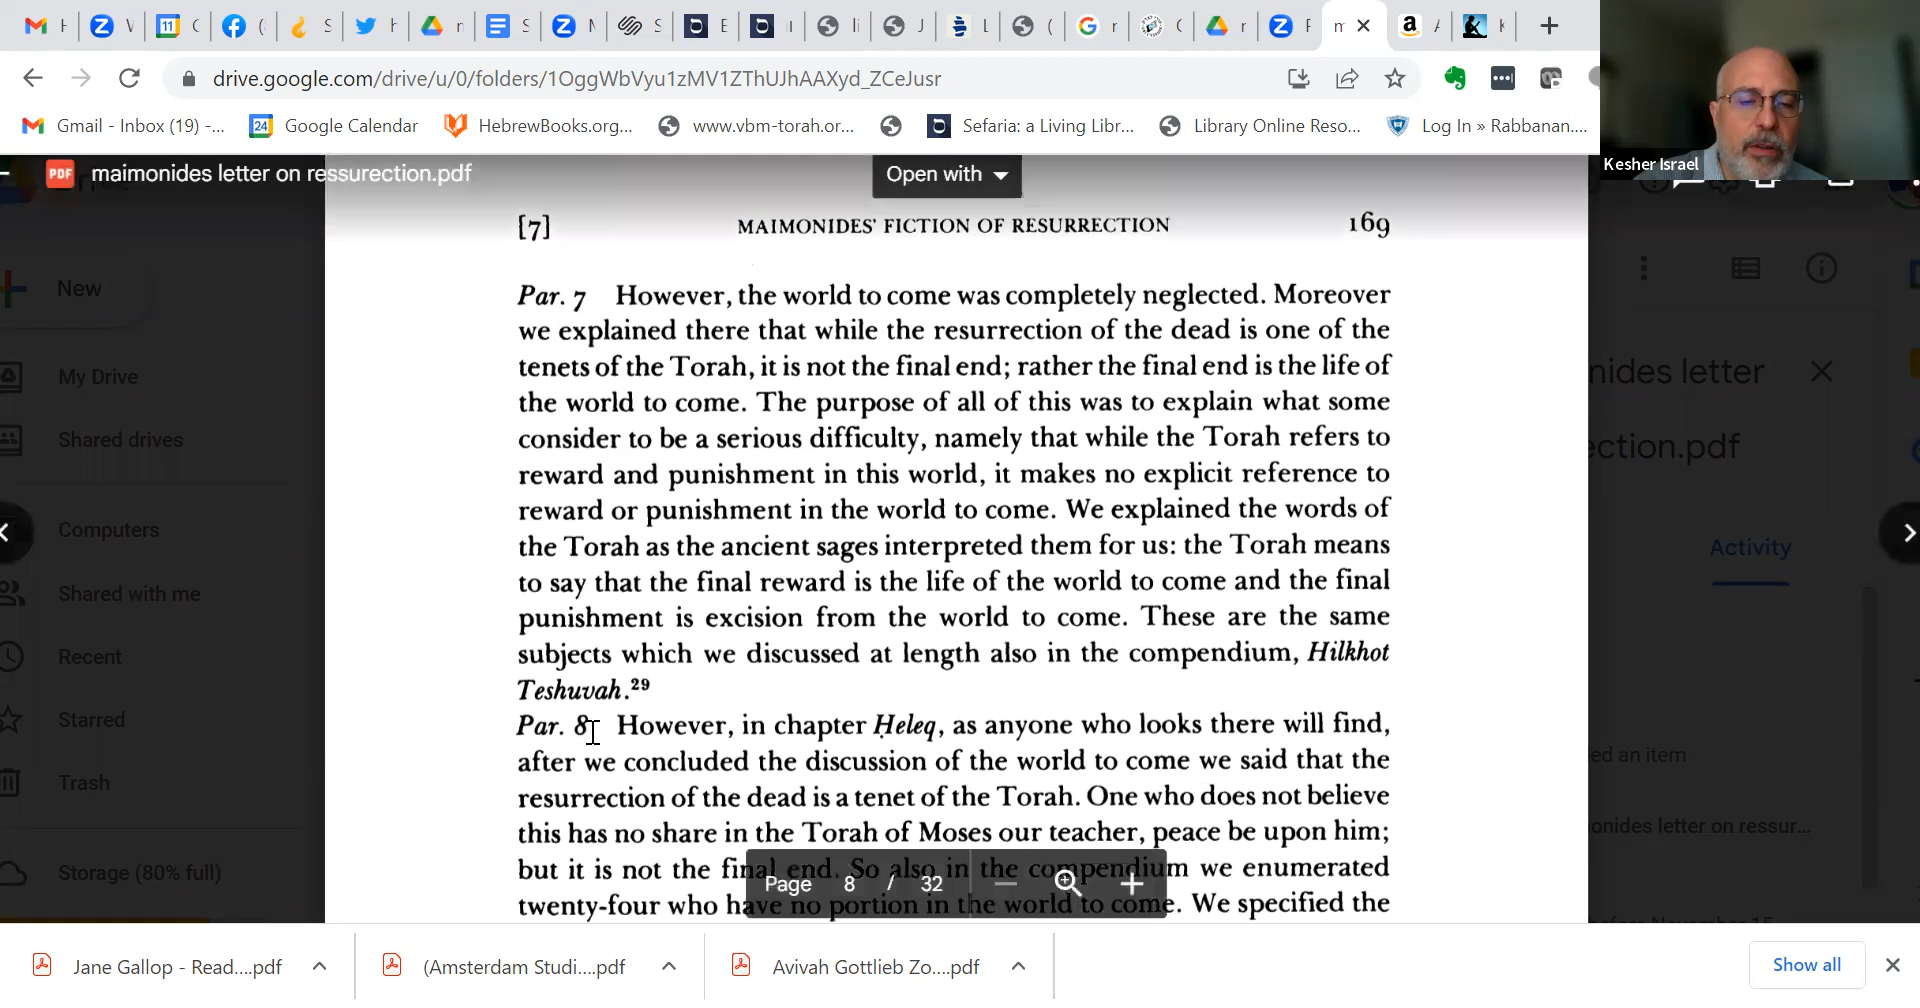 drive.google.com/drive/u/0/folders/1OggWbVyu1zMV1ZThUJhAAXyd_ZCeJusr
Gmail - Inbox (19) -...
24
Google Calendar
HebrewBooks.org...
www.vbm-torah.or...
Sefaria: a Living Libr...
Library Online Reso...
Log In » Rabbanan....
Kesher Israel
PDF
maimonides letter on ressurection.pdf
Open with
[7] MAIMONIDES' FICTION OF RESURRECTION 169
Par. 7 However, the world to come was completely neglected. Moreover
we explained there that while the resurrection of the dead is one of the
tenets of the Torah, it is not the final end; rather the final end is the life of
the world to come. The purpose of all of this was to explain what some
consider to be a serious difficulty, namely that while the Torah refers to
reward and punishment in this world, it makes no explicit reference to
reward or punishment in the world to come. We explained the words of
the Torah as the ancient sages interpreted them for us: the Torah means
to say that the final reward is the life of the world to come and the final
punishment is excision from the world to come. These are the same
subjects which we discussed at length also in the compendium, Hilkhot
Teshuvah.²⁹
Par. 8 However, in chapter Ḥeleq, as anyone who looks there will find,
after we concluded the discussion of the world to come we said that the
resurrection of the dead is a tenet of the Torah. One who does not believe
this has no share in the Torah of Moses our teacher, peace be upon him;
but it is not the final end. So also in the compendium we enumerated
twenty-four who have no portion in the world to come. We specified the
Page 8 / 32
New
My Drive
Shared drives
Computers
Shared with me
Recent
Starred
Trash
Storage (80% full)
nides letter
ection.pdf
Activity
ed an item
onides letter on ressur...
before November 15
Jane Gallop - Read....pdf
(Amsterdam Studi....pdf
Avivah Gottlieb Zo....pdf
Show all